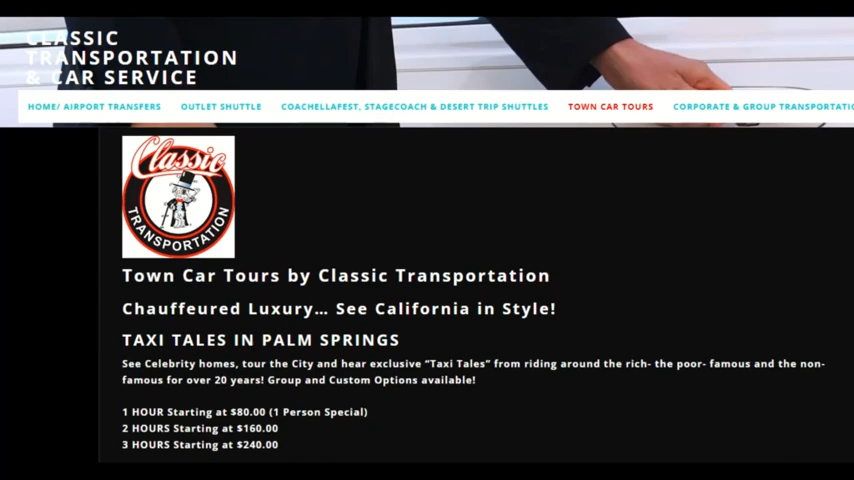 CLASSIC
TRANSPORTATION
& CAR SERVICE
HOME/ AIRPORT TRANSFERS OUTLET SHUTTLE COACHELLAFEST, STAGECOACH & DESERT TRIP SHUTTLES TOWN CAR TOURS CORPORATE & GROUP
Classic
TRANSPORTATION
Town Car Tours by Classic Transportation
Chauffeured Luxury... See California in Style!
TAXI TALES IN PALM SPRINGS
See Celebrity homes, tour the City and hear exclusive “Taxi Tales” from riding around the rich- the poor- famous and the non-
famous for over 20 years! Group and Custom Options available!
1 HOUR Starting at $80.00 (1 Person Special)
2 HOURS Starting at $160.00
3 HOURS Starting at $240.00